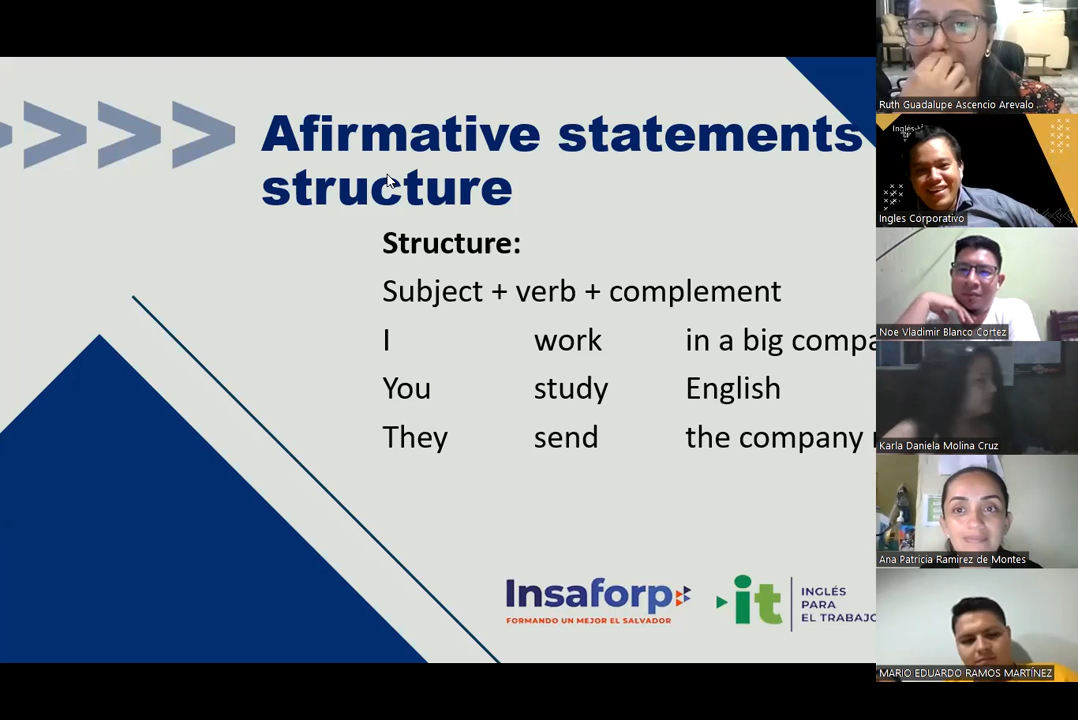 Afirmative statements
structure
Structure:
Subject + verb + complement
I work in a big compa
You study English
They send the company
Insaforp
FORMANDO UN MEJOR EL SALVADOR
it
INGLÉS
PARA
EL TRABAJO
Ruth Guadalupe Ascencio Arevalo
Ingles Corporativo
Noe Vladimir Blanco Cortez
Karla Daniela Molina Cruz
Ana Patricia Ramirez de Montes
MARIO EDUARDO RAMOS MARTÍNEZ